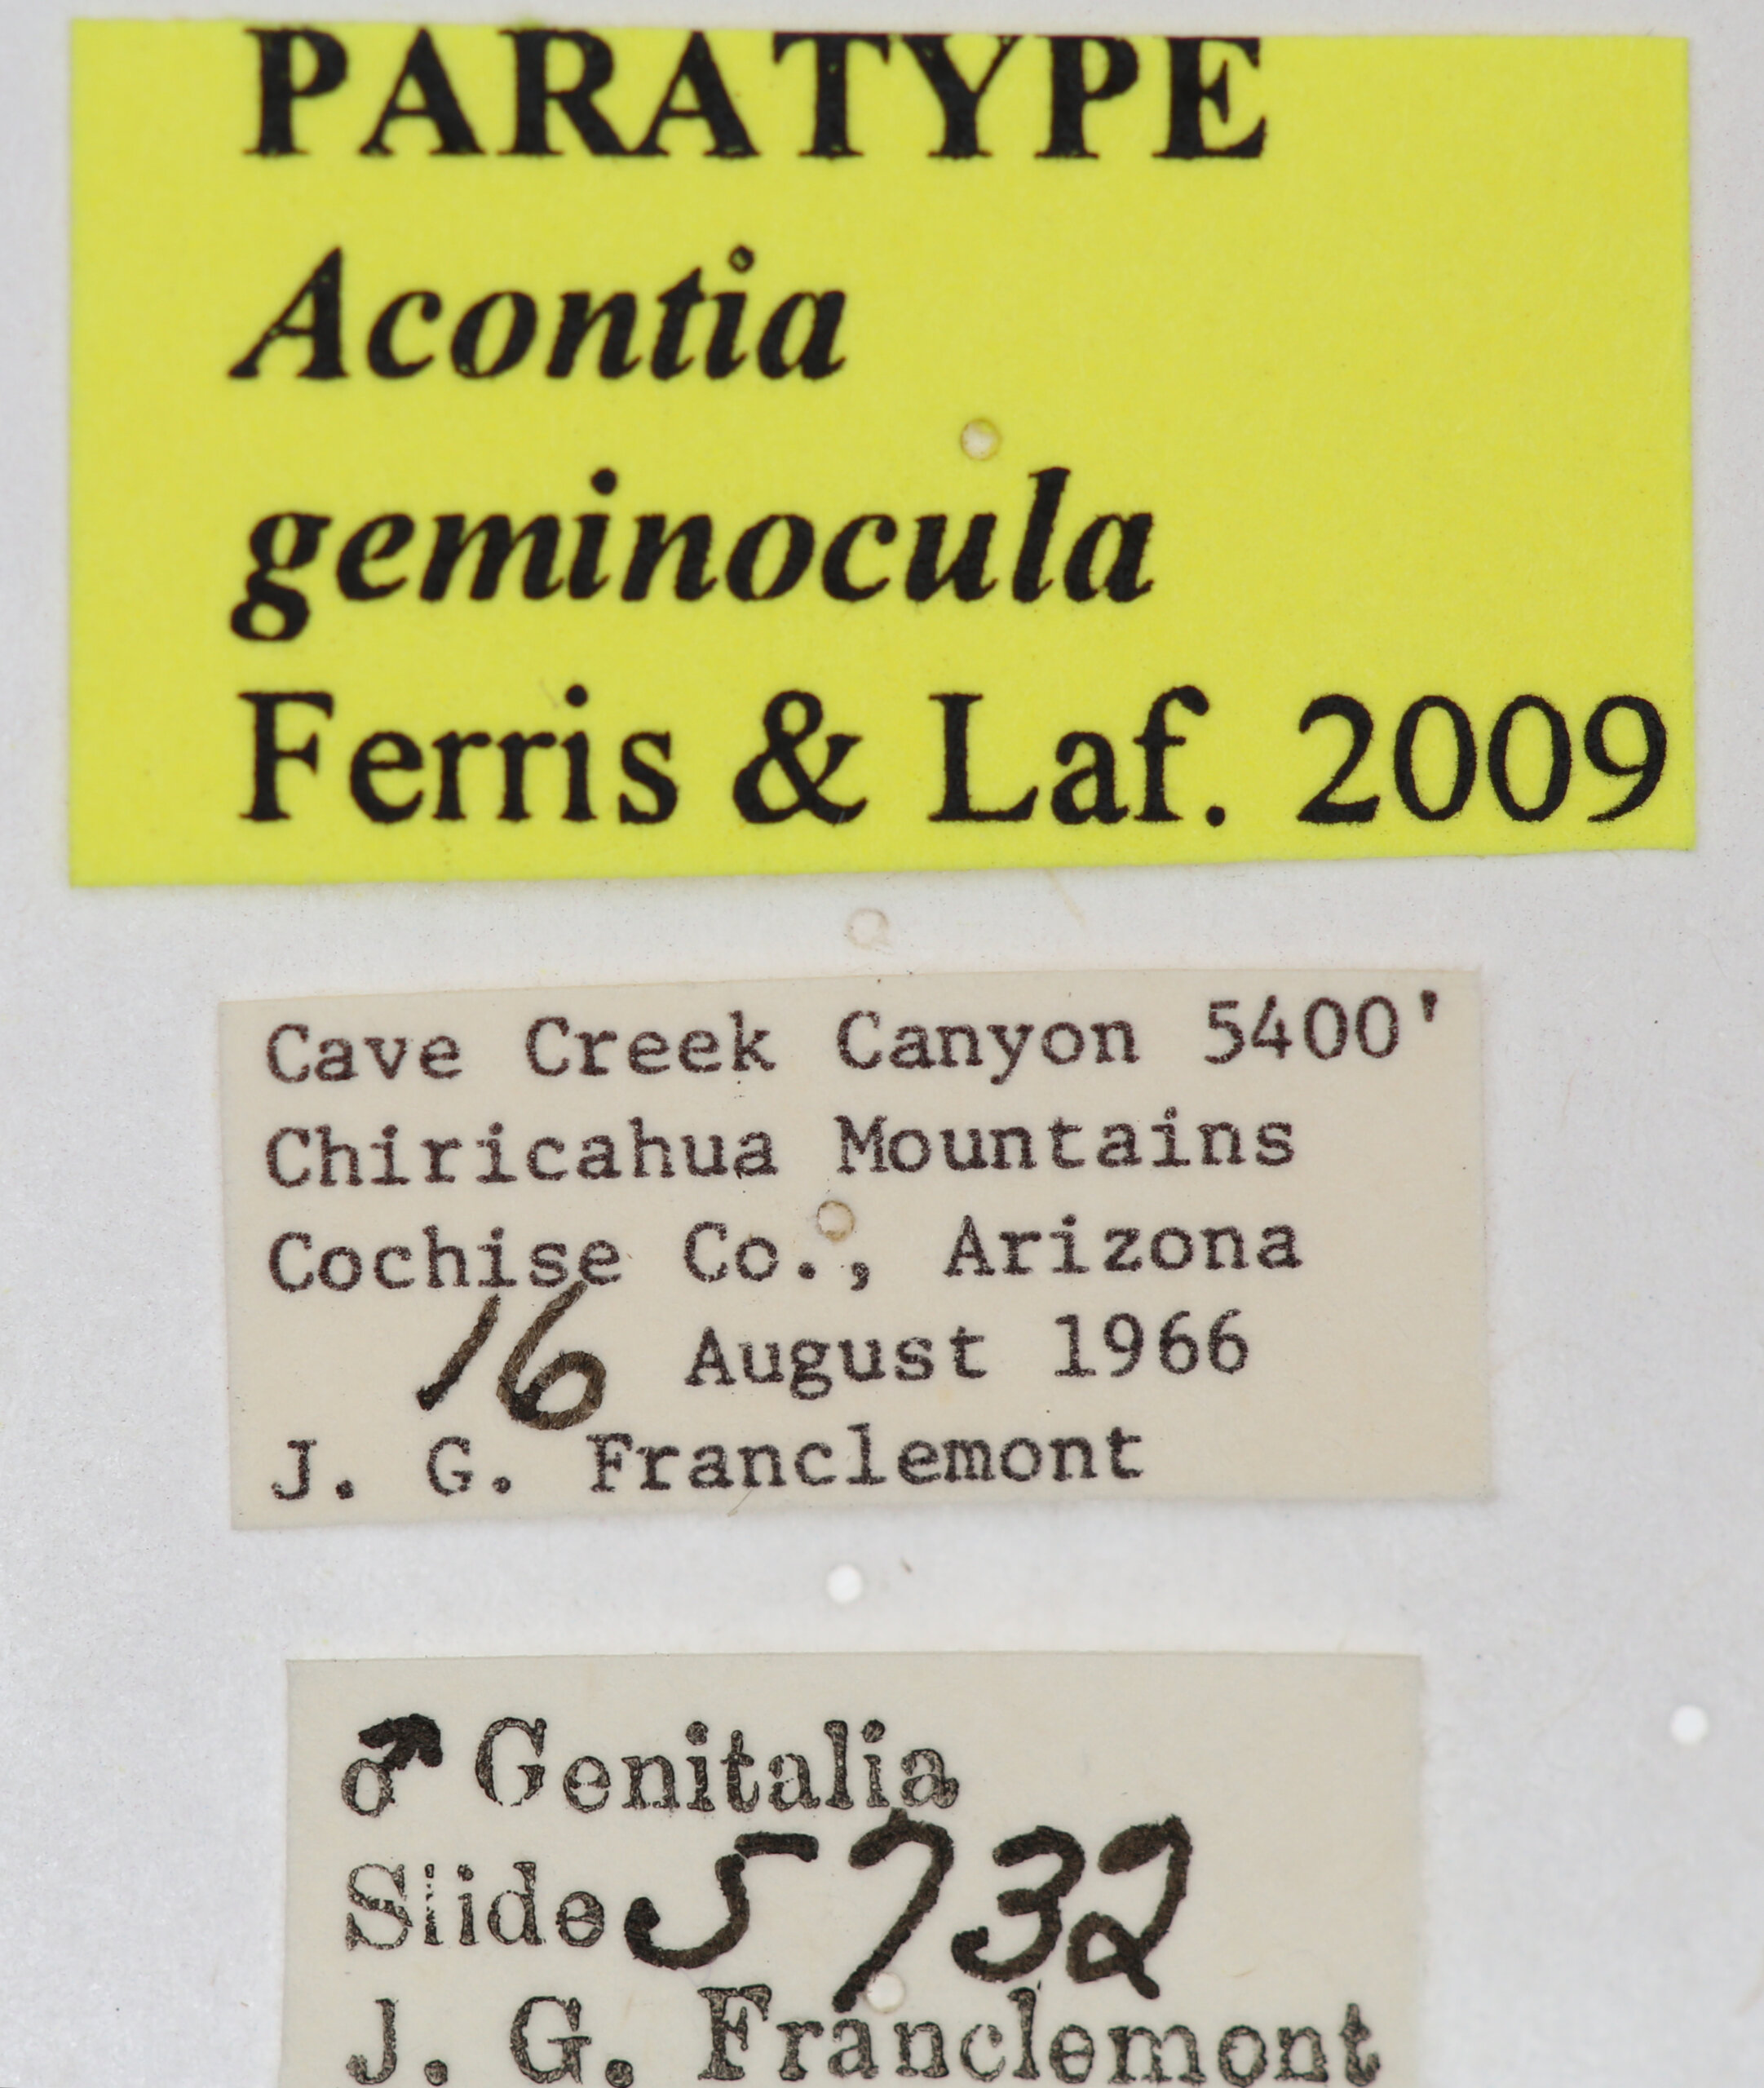 PARATYPE
Acontia
geminocula
Ferris & Laf. 2009
Cave Creek Canyon 5400'
Chiricahua Mountains
Cochise Co., Arizona
16 August 1966
J. G. Franclemont
♂ Genitalia
Slide 5732
J. G. Franclemont